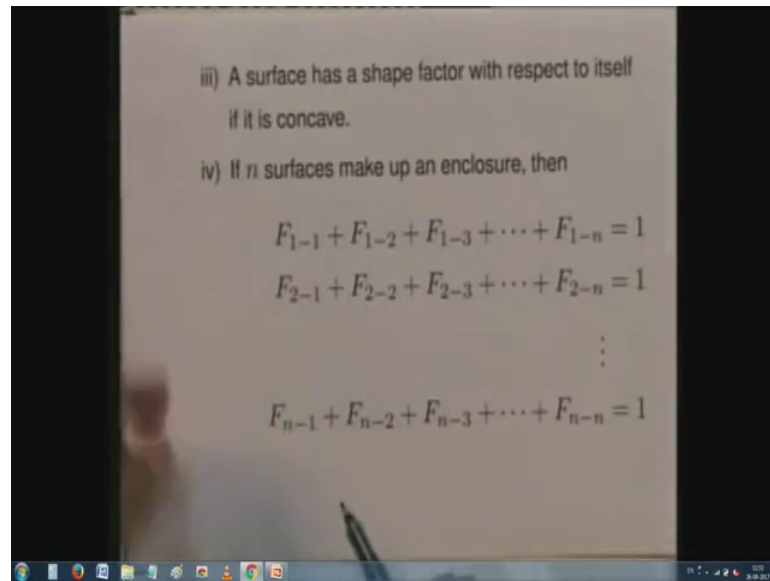 iii) A surface has a shape factor with respect to itself
if it is concave.
iv) If n surfaces make up an enclosure, then
F₁₋₁ + F₁₋₂ + F₁₋₃ + ··· + F₁₋ₙ = 1
F₂₋₁ + F₂₋₂ + F₂₋₃ + ··· + F₂₋ₙ = 1
⋮
Fₙ₋₁ + Fₙ₋₂ + Fₙ₋₃ + ··· + Fₙ₋ₙ = 1